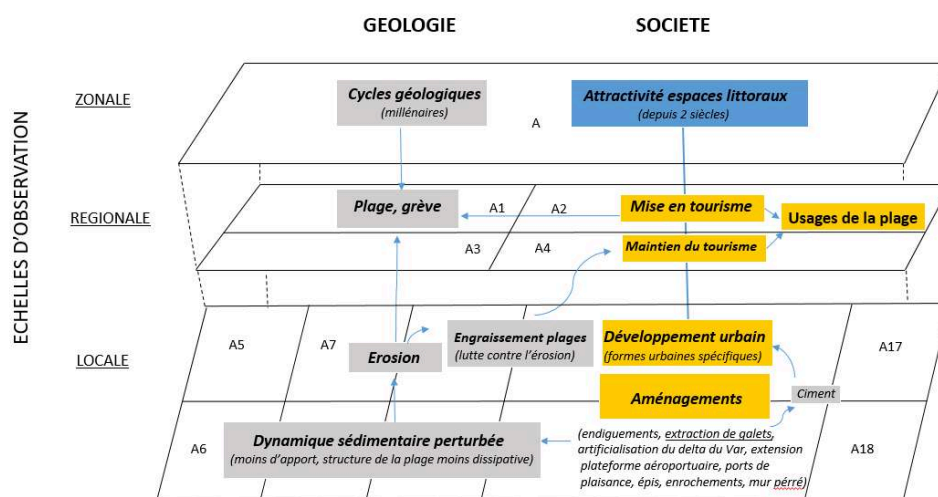 GEOLOGIE
SOCIETE
ECHELLES D'OBSERVATION
ZONALE
Cycles géologiques
(millénaires)
A
Attractivité espaces littoraux
(depuis 2 siècles)
REGIONALE
Plage, grève
A1
A2
Mise en tourisme
Usages de la plage
A3
A4
Maintien du tourisme
LOCALE
A5
A7
Erosion
Engraissement plages
(lutte contre l'érosion)
Développement urbain
(formes urbaines spécifiques)
A17
Aménagements
Ciment
A6
Dynamique sédimentaire perturbée
(moins d'apport, structure de la plage moins dissipative)
(endiguements, extraction de galets,
artificialisation du delta du Var, extension
plateforme aéroportuaire, ports de
plaisance, épis, enrochements, mur pérré)
A18